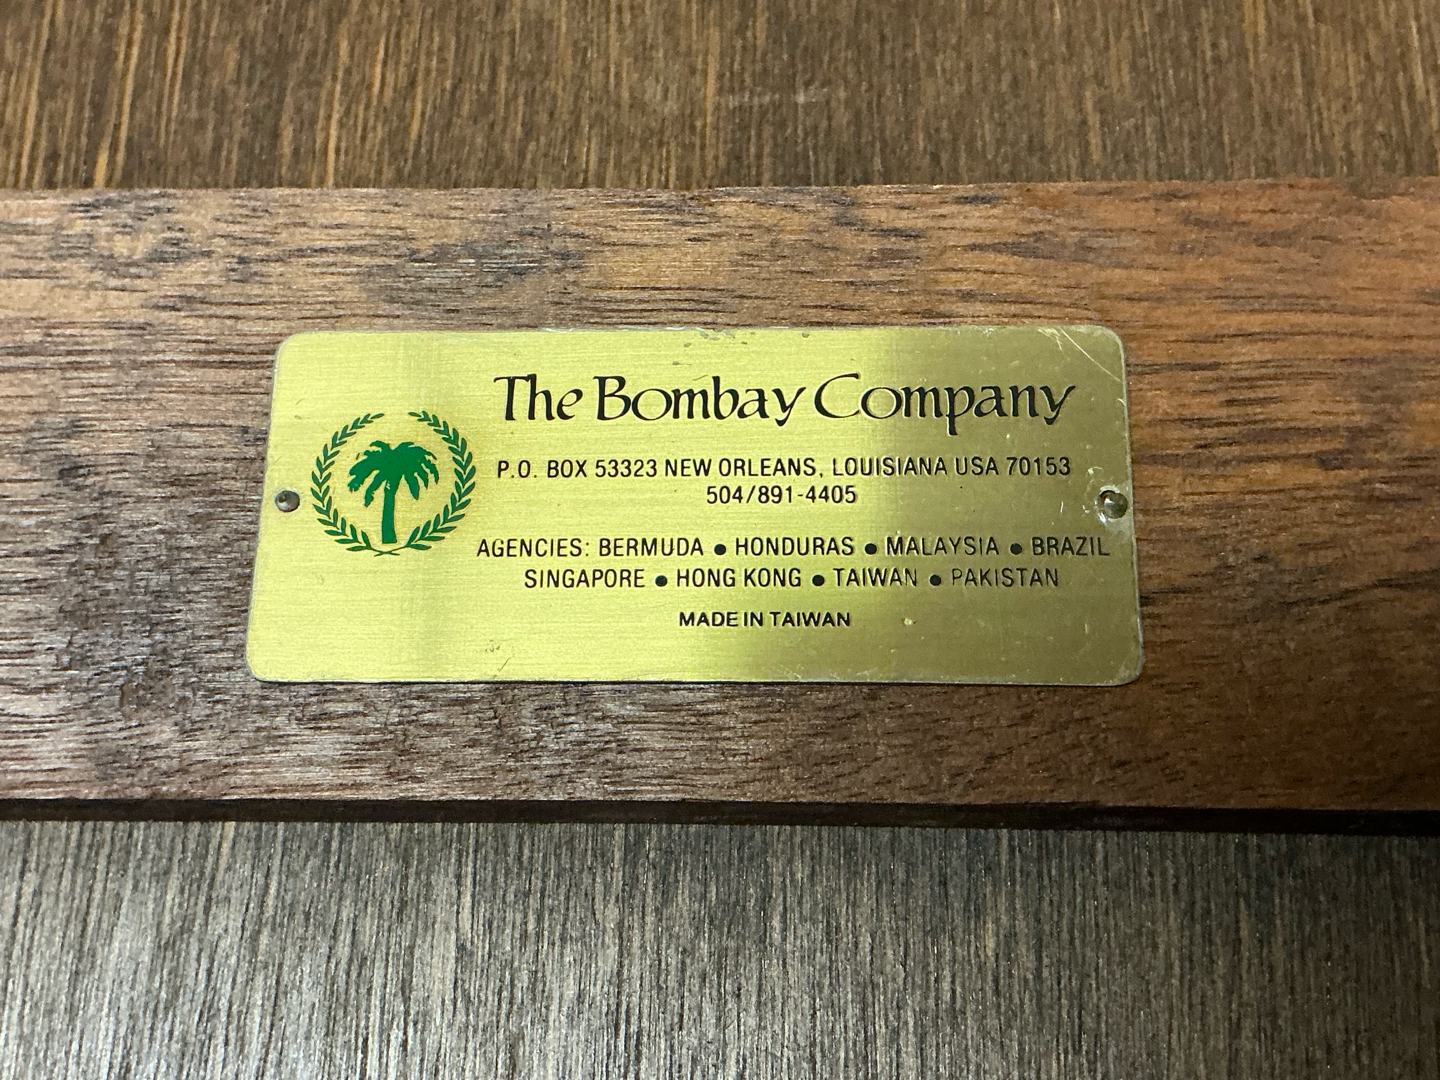 The Bombay Company
P.O. BOX 53323 NEW ORLEANS, LOUISIANA USA 70153
504/891-4405
AGENCIES: BERMUDA ● HONDURAS ● MALAYSIA ● BRAZIL
SINGAPORE ● HONG KONG ● TAIWAN ● PAKISTAN
MADE IN TAIWAN